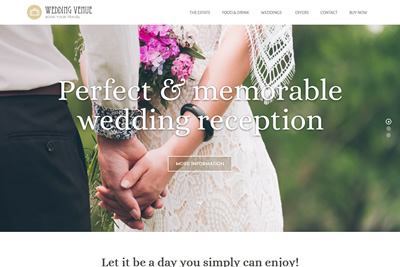 WEDDING VENUE
BOOK YOUR TRAVEL
THE ESTATE FOOD & DRINK WEDDINGS OFFERS CONTACT BUY NOW
Perfect & memorable
wedding reception
MORE INFORMATION
Let it be a day you simply can enjoy!